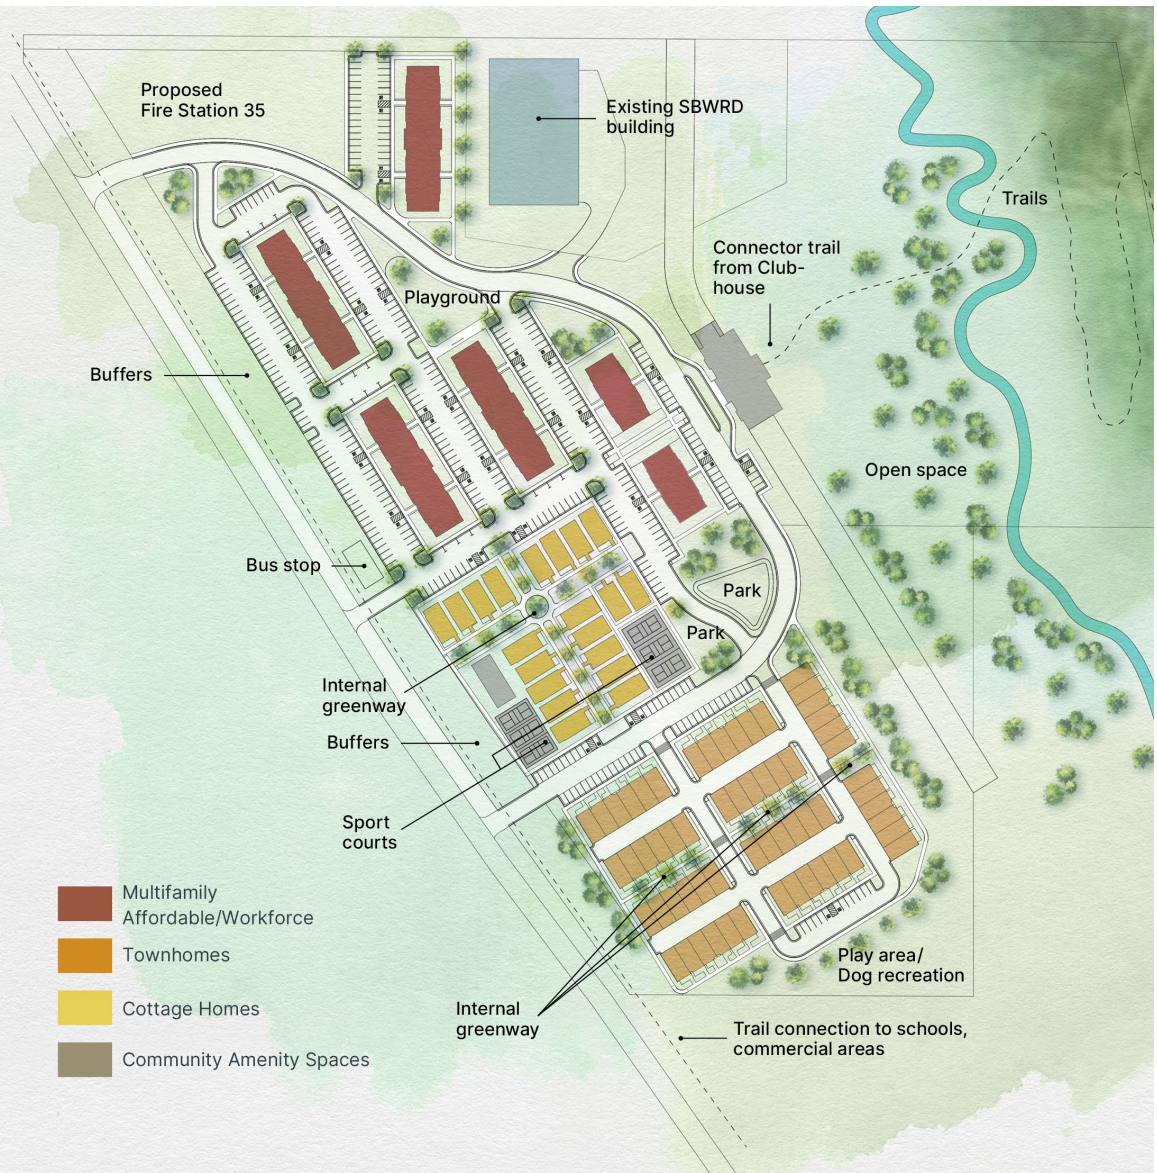 Proposed
Fire Station 35
Existing SBWRD
building
Trails
Connector trail
from Club-
house
Playground
Buffers
Open space
Bus stop
Park
Park
Internal
greenway
Buffers
Sport
courts
Multifamily
Affordable/Workforce
Townhomes
Cottage Homes
Community Amenity Spaces
Play area/
Dog recreation
Internal
greenway
Trail connection to schools,
commercial areas